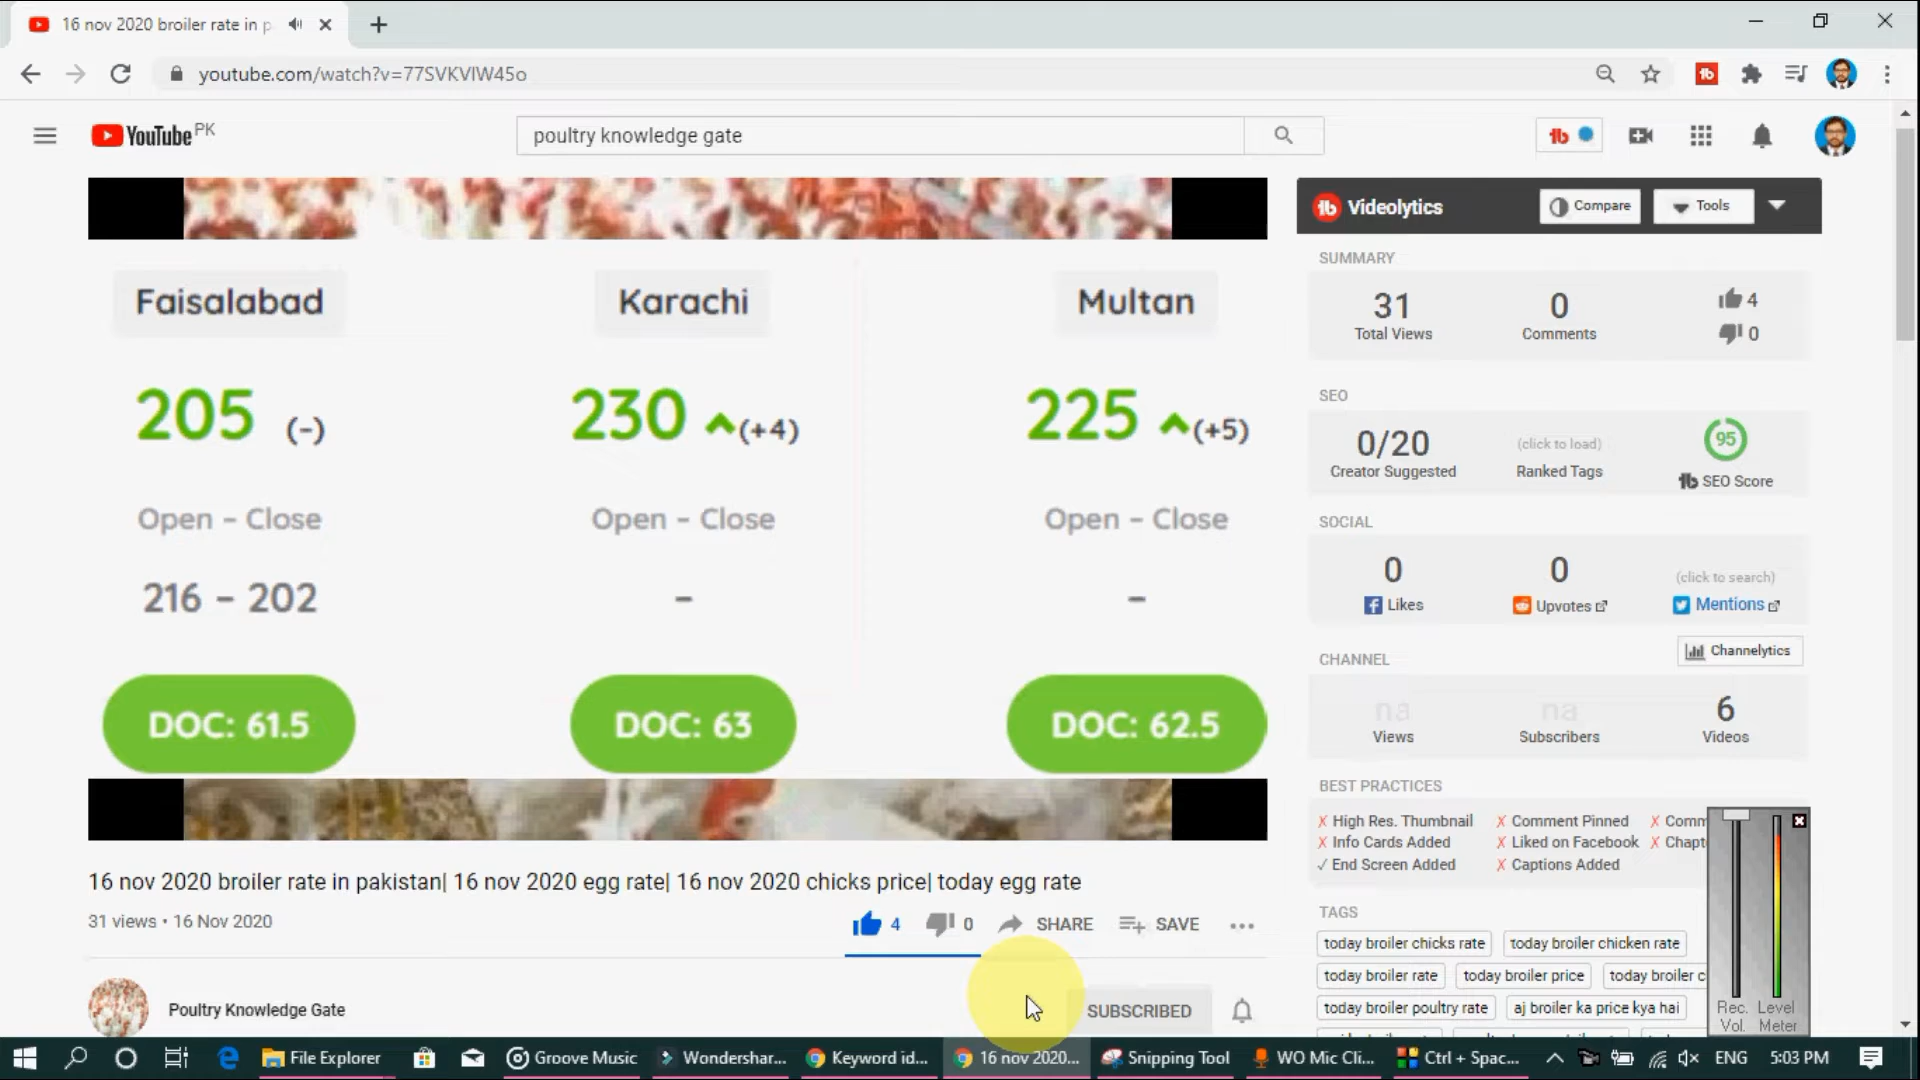 16 nov 2020 broiler rate in p
youtube.com/watch?v=77SVKVIW45o
YouTube PK
poultry knowledge gate
Videolytics
Compare
Tools
Faisalabad
Karachi
Multan
205 (-)
230 (+4)
225 (+5)
Open - Close
Open - Close
Open - Close
216 - 202
-
-
DOC: 61.5
DOC: 63
DOC: 62.5
SUMMARY
31
0
4
Total Views
Comments
0
SEO
0/20
(click to load)
95
Creator Suggested
Ranked Tags
SEO Score
SOCIAL
0
0
(click to search)
Likes
Upvotes
Mentions
CHANNEL
Channelytics
na
na
6
Views
Subscribers
Videos
BEST PRACTICES
X High Res. Thumbnail
X Comment Pinned
X Comm
X Info Cards Added
X Liked on Facebook
X Chapt
✓ End Screen Added
X Captions Added
TAGS
today broiler chicks rate
today broiler chicken rate
today broiler rate
today broiler price
today broiler c
today broiler poultry rate
aj broiler ka price kya hai
Rec. Vol.
Level Meter
16 nov 2020 broiler rate in pakistan| 16 nov 2020 egg rate| 16 nov 2020 chicks price| today egg rate
31 views • 16 Nov 2020
4
0
SHARE
SAVE
Poultry Knowledge Gate
SUBSCRIBED
File Explorer
Groove Music
Wondershar...
Keyword id...
16 nov 2020...
Snipping Tool
WO Mic Cli...
Ctrl + Spac...
ENG
5:03 PM